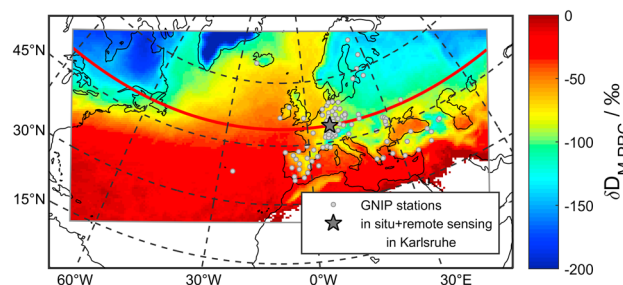 45°N
30°N
15°N
60°W
30°W
0°W
30°E
GNIP stations
in situ+remote sensing
in Karlsruhe
0
-50
-100
-150
-200